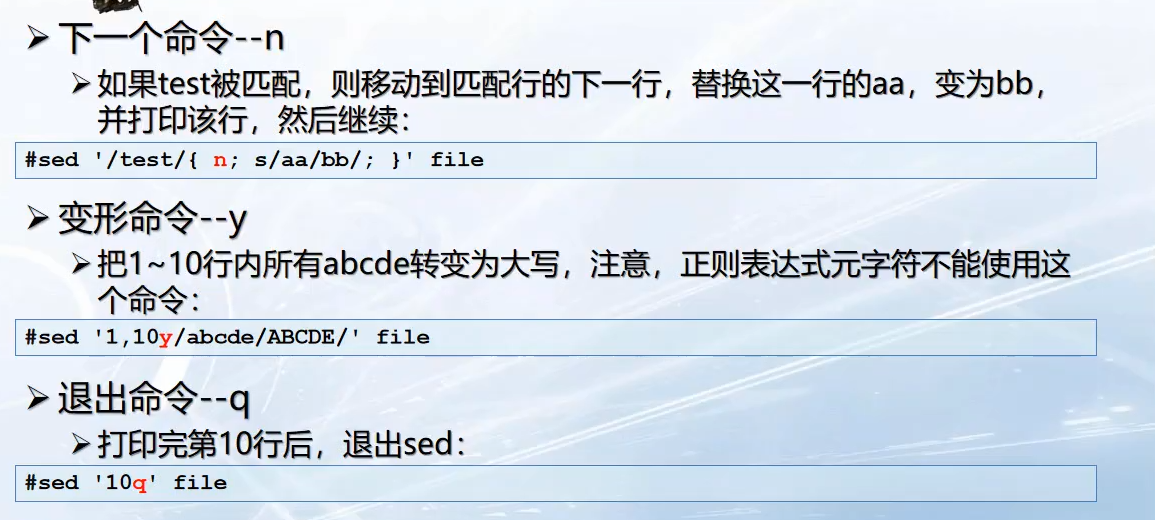 ➢ 下一个命令--n
➢ 如果test被匹配，则移动到匹配行的下一行，替换这一行的aa，变为bb，
并打印该行，然后继续：
#sed '/test/{ n; s/aa/bb/; }' file
➢ 变形命令--y
➢ 把1~10行内所有abcde转变为大写，注意，正则表达式元字符不能使用这
个命令：
#sed '1,10y/abcde/ABCDE/' file
➢ 退出命令--q
➢ 打印完第10行后，退出sed：
#sed '10q' file